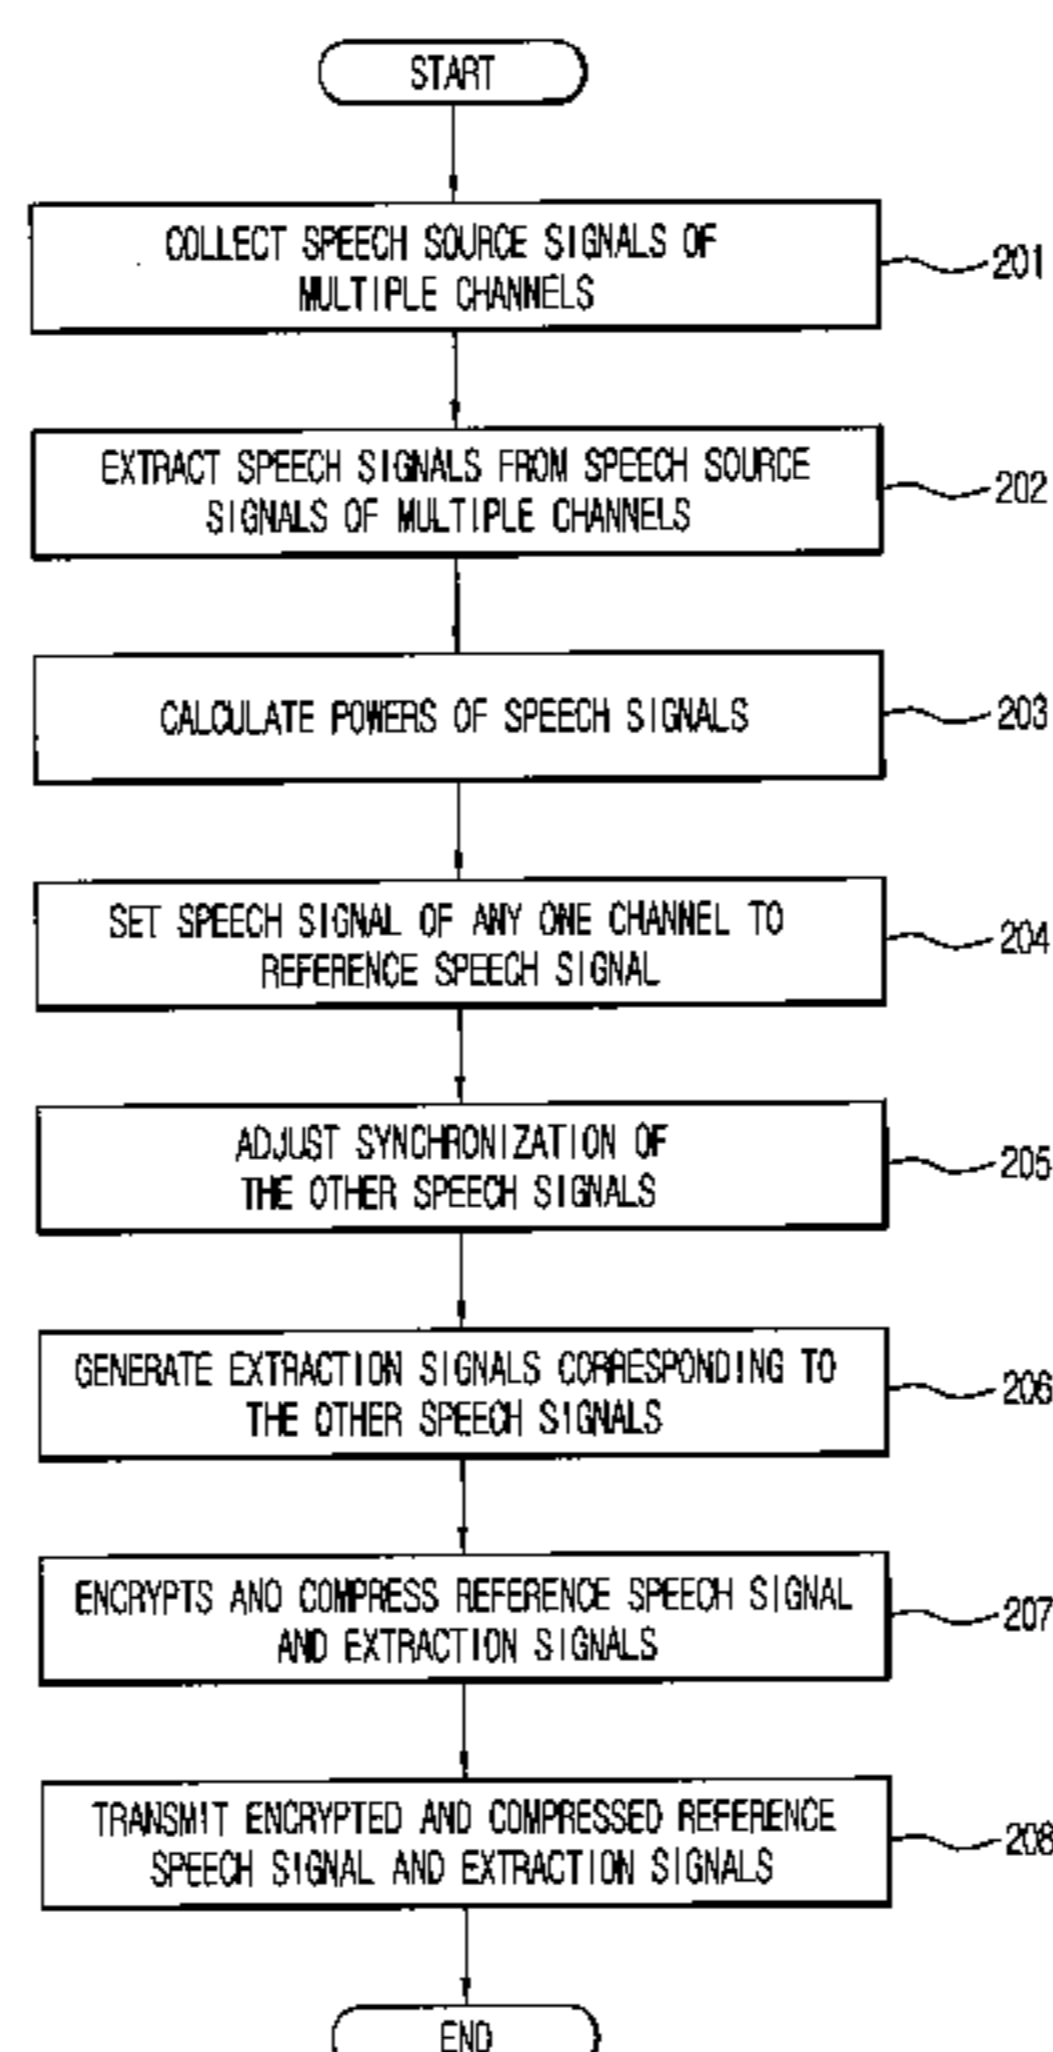 START
COLLECT SPEECH SOURCE SIGNALS OF
MULTIPLE CHANNELS
201
EXTRACT SPEECH SIGNALS FROM SPEECH SOURCE
SIGNALS OF MULTIPLE CHANNELS
202
CALCULATE POWERS OF SPEECH SIGNALS
203
SET SPEECH SIGNAL OF ANY ONE CHANNEL TO
REFERENCE SPEECH SIGNAL
204
ADJUST SYNCHRONIZATION OF
THE OTHER SPEECH SIGNALS
205
GENERATE EXTRACTION SIGNALS CORRESPONDING TO
THE OTHER SPEECH SIGNALS
206
ENCRYPTS AND COMPRESS REFERENCE SPEECH SIGNAL
AND EXTRACTION SIGNALS
207
TRANSMIT ENCRYPTED AND COMPRESSED REFERENCE
SPEECH SIGNAL AND EXTRACTION SIGNALS
208
END